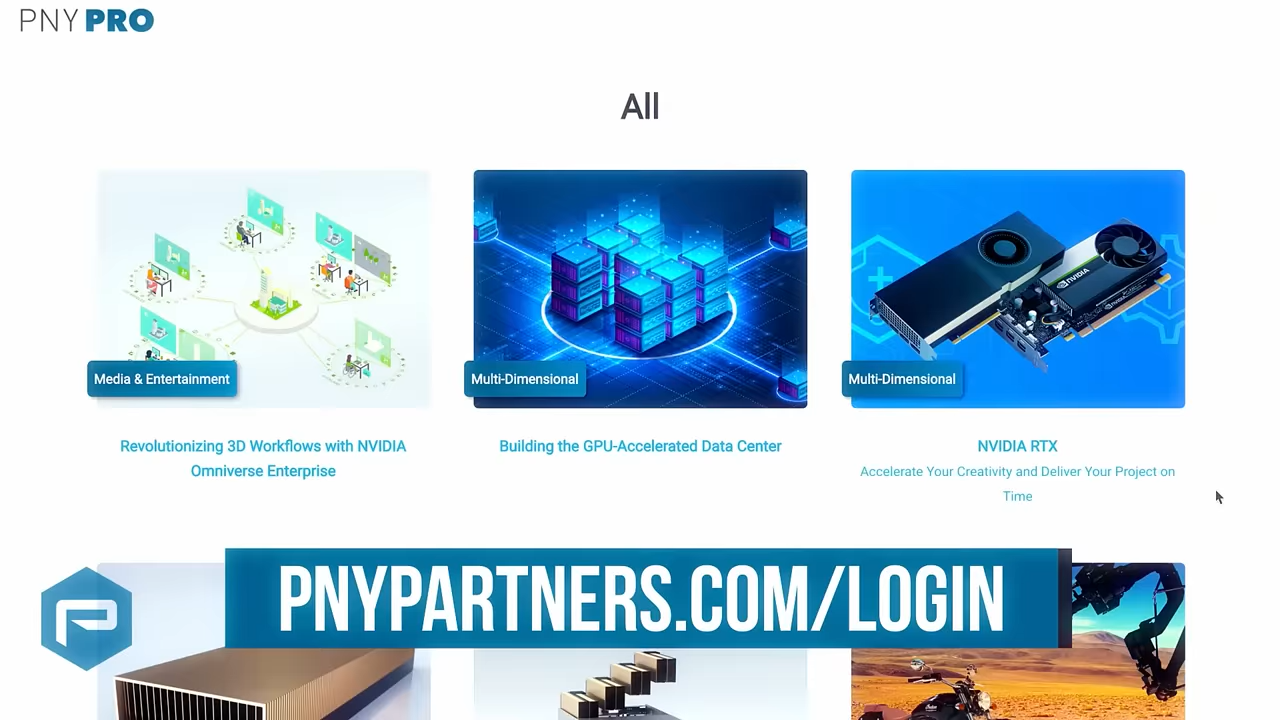 PNY PRO
All
Media & Entertainment
Multi-Dimensional
NVIDIA
Multi-Dimensional
Revolutionizing 3D Workflows with NVIDIA
Omniverse Enterprise
Building the GPU-Accelerated Data Center
NVIDIA RTX
Accelerate Your Creativity and Deliver Your Project on
Time
PNYPARTNERS.COM/LOGIN